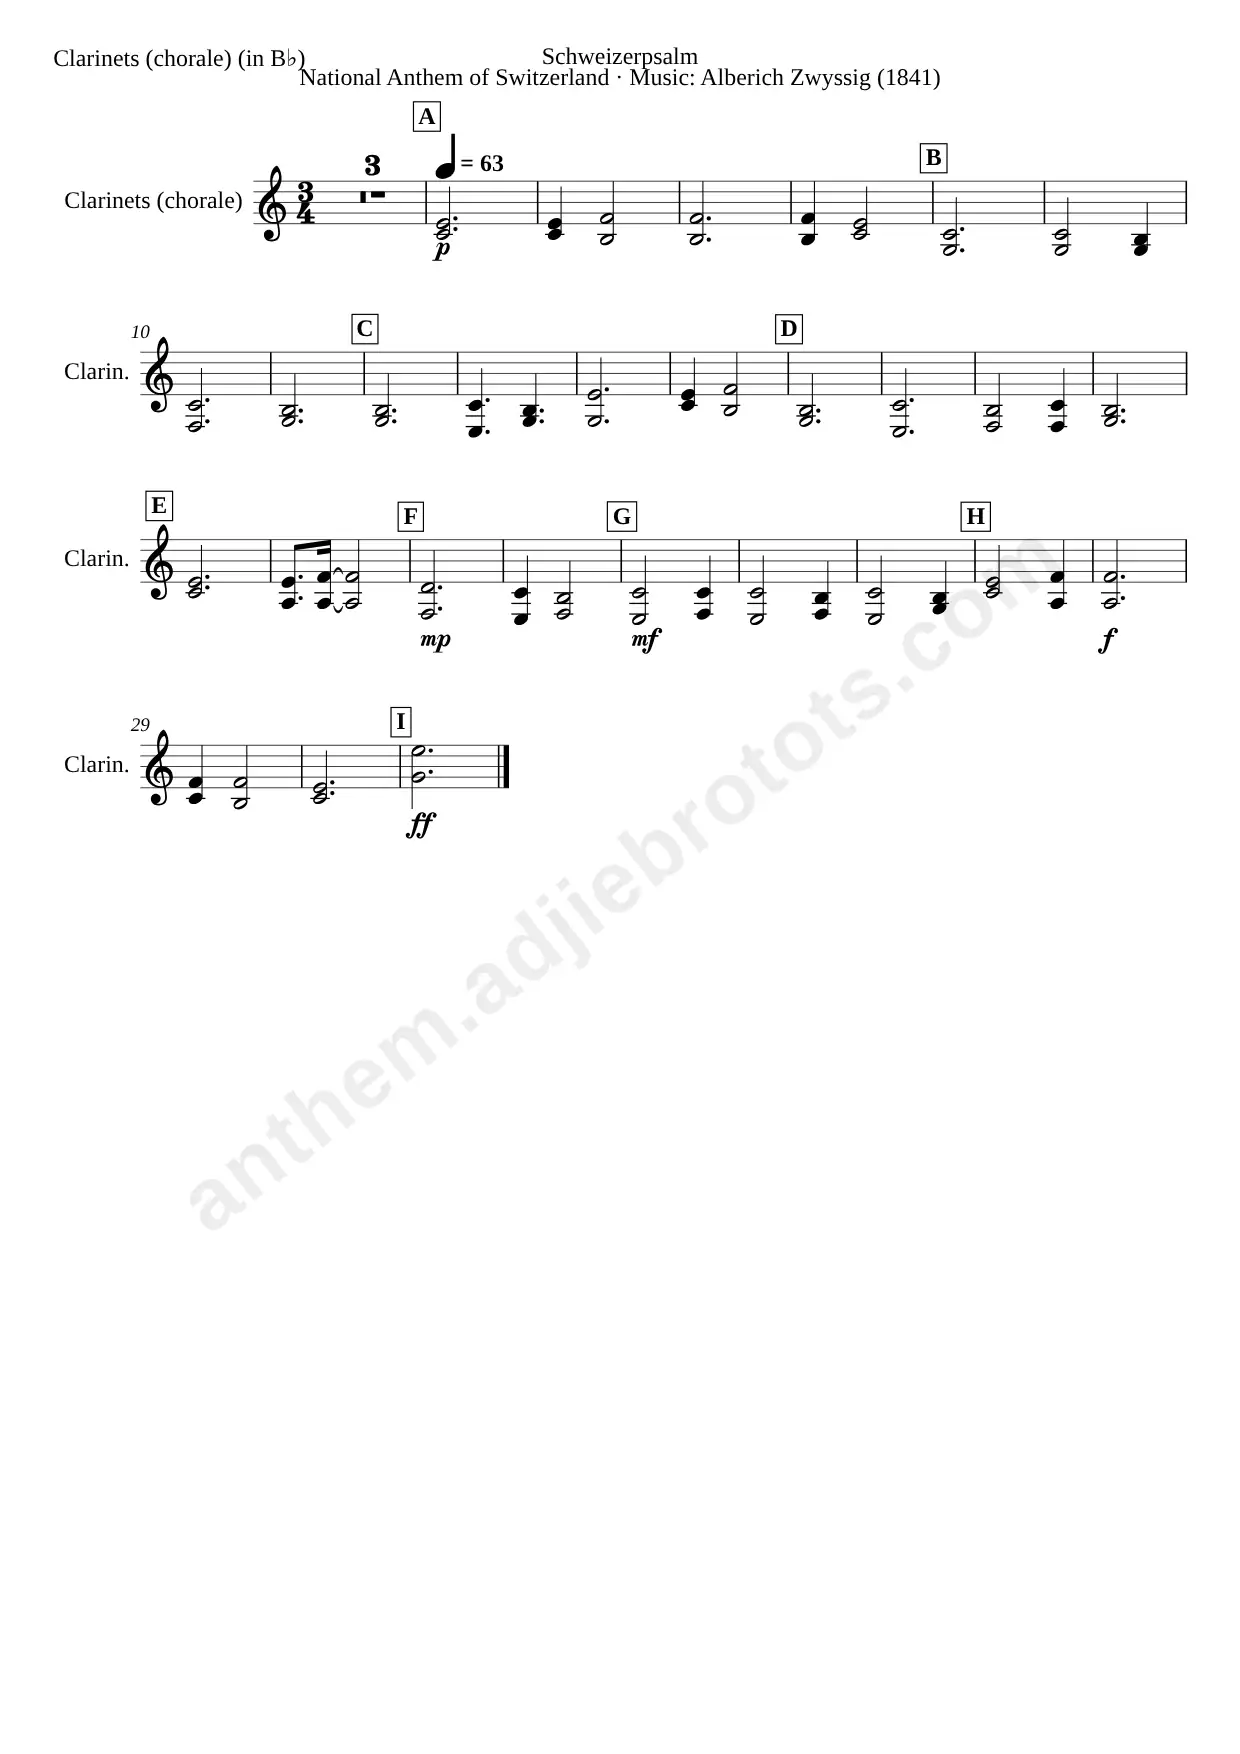 Clarinets (chorale) (in B♭)
Schweizerpsalm
National Anthem of Switzerland · Music: Alberich Zwyssig (1841)
A
3
= 63
B
Clarinets (chorale)
3
4
p
10
C
D
Clarin.
E
F
G
H
Clarin.
mp
mf
f
29
I
Clarin.
ff
anthem.adjiebrotots.com